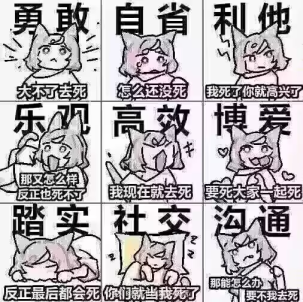 勇敢
自省
利他
大不了去死
怎么还没死
我死了你就高兴了
乐观
高效
博爱
那又怎么样
反正也死不了
我现在就去死
要死大家一起死
踏实
社交
沟通
反正最后都会死
你们就当我死了
那能怎么办
要不我去死